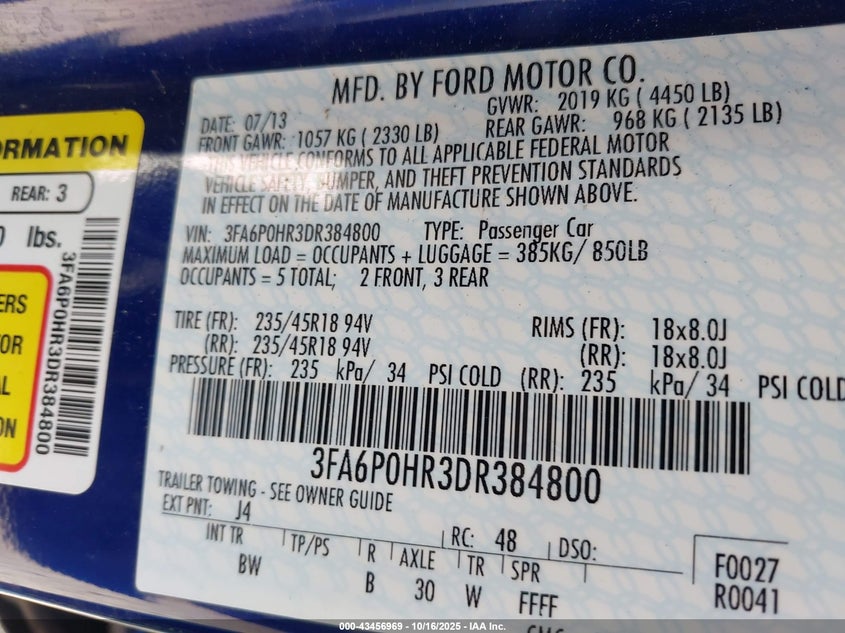 MFD. BY FORD MOTOR CO.
DATE: 07/13
GVWR: 2019 KG ( 4450 LB)
FRONT GAWR: 1057 KG ( 2330 LB)
REAR GAWR: 968 KG ( 2135 LB)
THIS VEHICLE CONFORMS TO ALL APPLICABLE FEDERAL MOTOR
VEHICLE SAFETY, BUMPER, AND THEFT PREVENTION STANDARDS
IN EFFECT ON THE DATE OF MANUFACTURE SHOWN ABOVE.
VIN: 3FA6P0HR3DR384800 TYPE: Passenger Car
MAXIMUM LOAD = OCCUPANTS + LUGGAGE = 385KG/ 850LB
OCCUPANTS = 5 TOTAL; 2 FRONT, 3 REAR
TIRE (FR): 235/45R18 94V RIMS (FR): 18x8.0J
(RR): 235/45R18 94V (RR): 18x8.0J
PRESSURE (FR): 235 kPa/ 34 PSI COLD (RR): 235 kPa/ 34 PSI COLD
3FA6P0HR3DR384800
TRAILER TOWING - SEE OWNER GUIDE
EXT PNT: J4
RC: 48 DSO:
INT TR TP/PS R AXLE TR SPR
BW B 30 W FFFF
F0027
R0041
REAR: 3
lbs.
3FA6P0HR3DR384800
000-43456969 - 10/16/2025 - IAA Inc.